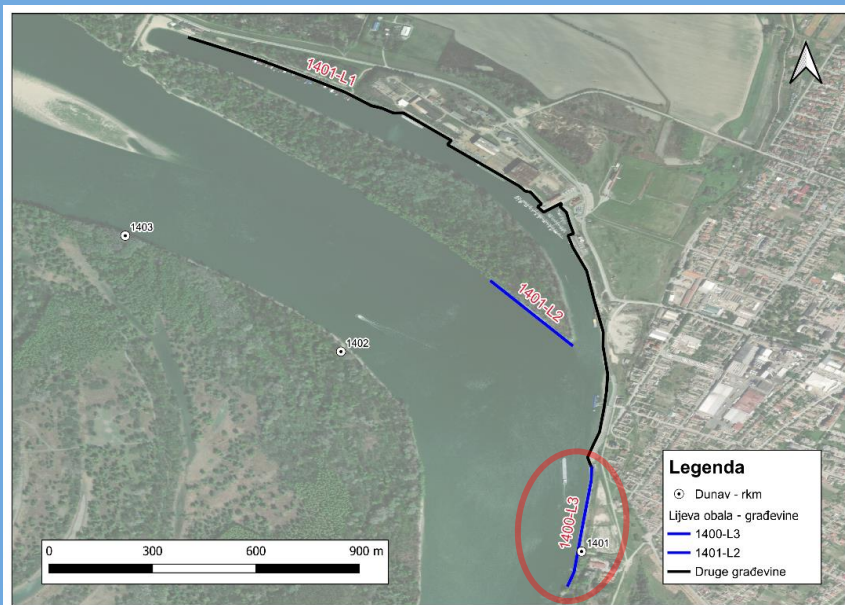 1401-L1
1403
1401-L2
1402
1400-L3
1401
0 300 600 900 m
Legenda
Dunav - rkm
Lijeva obala - građevine
1400-L3
1401-L2
Druge građevine